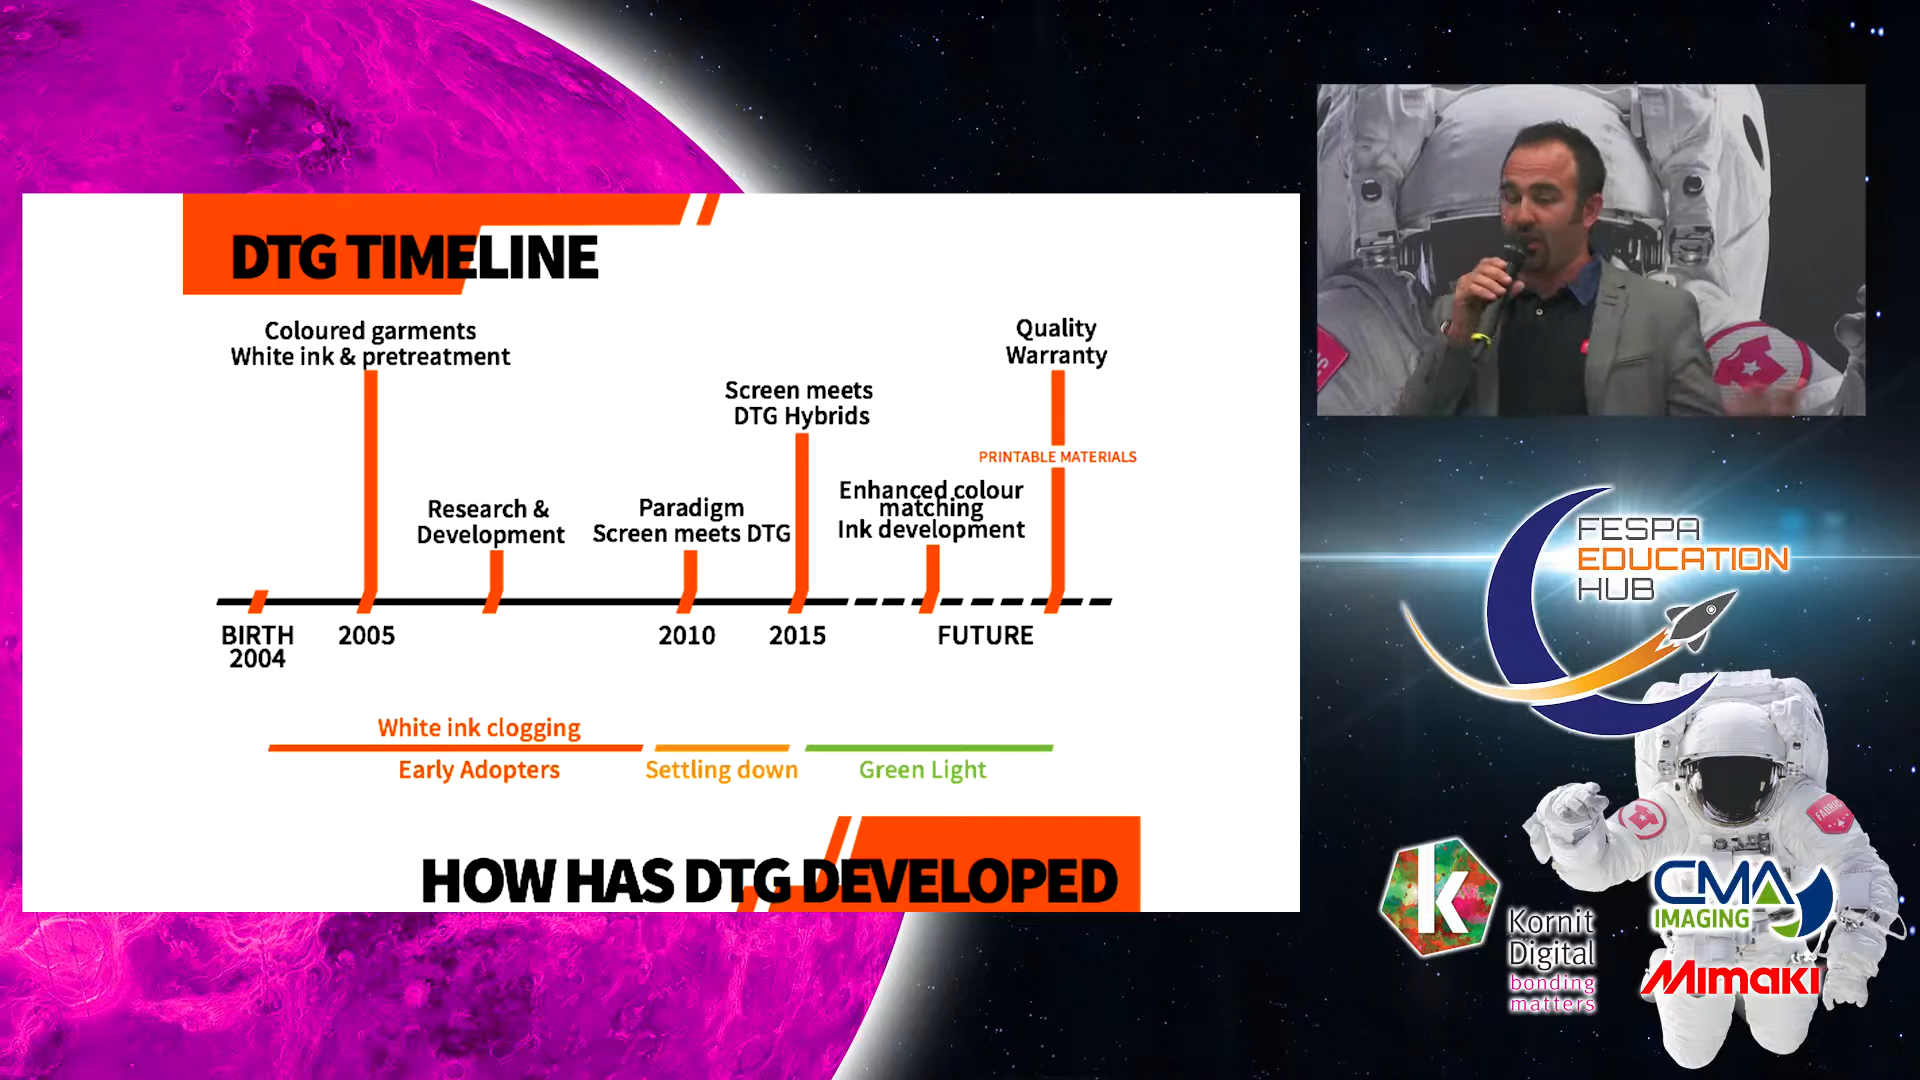 DTG TIMELINE
Coloured garments
White ink & pretreatment
Research &
Development
Paradigm
Screen meets DTG
Screen meets
DTG Hybrids
Enhanced colour
matching
Ink development
Quality
Warranty
PRINTABLE MATERIALS
BIRTH
2004
2005
2010
2015
FUTURE
White ink clogging
Early Adopters
Settling down
Green Light
HOW HAS DTG DEVELOPED
FESPA
EDUCATION
HUB
FABRIC
k
Kornit
Digital
bonding
matters
CMA
IMAGING
Mimaki